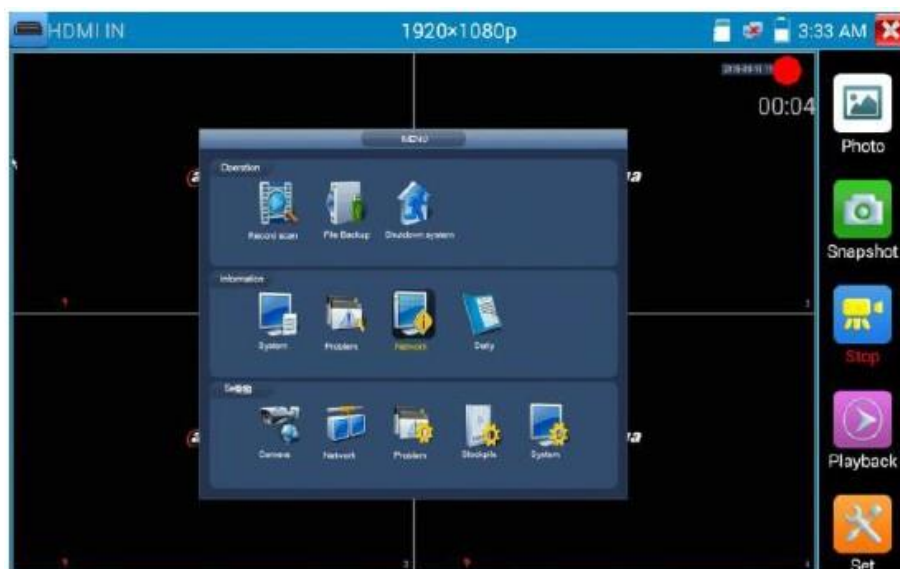 HDMI IN 1920×1080p 3:33 AM
00:04
MENU
Operation
Record scan File Backup Shutdown system
Information
System Problem Network Daily
Camera Network Problem Stockpile System
Photo
Snapshot
Stop
Playback
Set